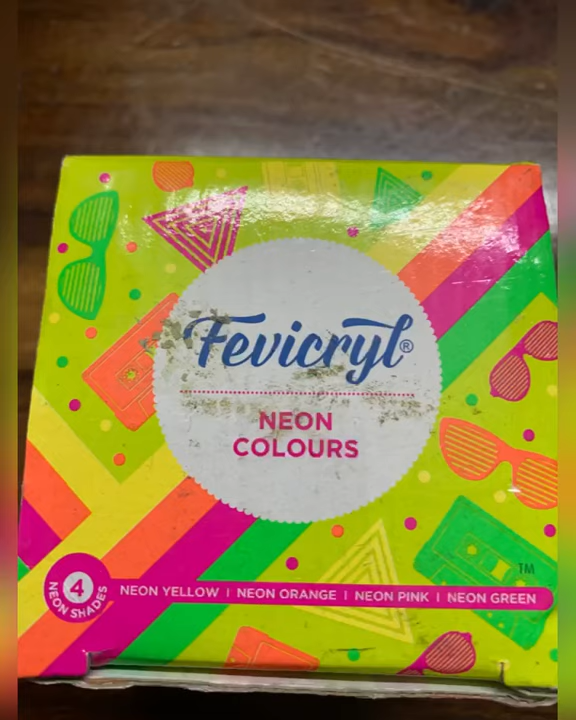 Fevicryl®
NEON
COLOURS
4
NEON SHADES
NEON YELLOW | NEON ORANGE | NEON PINK | NEON GREEN
TM